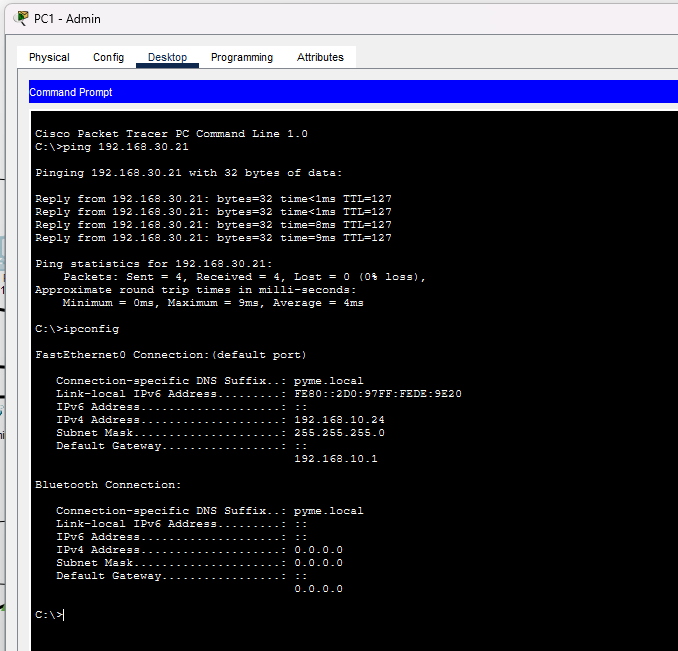 PC1 - Admin
Physical Config Desktop Programming Attributes
Command Prompt
Cisco Packet Tracer PC Command Line 1.0
C:\>ping 192.168.30.21
Pinging 192.168.30.21 with 32 bytes of data:
Reply from 192.168.30.21: bytes=32 time<1ms TTL=127
Reply from 192.168.30.21: bytes=32 time<1ms TTL=127
Reply from 192.168.30.21: bytes=32 time=8ms TTL=127
Reply from 192.168.30.21: bytes=32 time=9ms TTL=127
Ping statistics for 192.168.30.21:
Packets: Sent = 4, Received = 4, Lost = 0 (0% loss),
Approximate round trip times in milli-seconds:
Minimum = 0ms, Maximum = 9ms, Average = 4ms
C:\>ipconfig
FastEthernet0 Connection:(default port)
Connection-specific DNS Suffix..: pyme.local
Link-local IPv6 Address.........: FE80::2D0:97FF:FEDE:9E20
IPv6 Address....................: ::
IPv4 Address....................: 192.168.10.24
Subnet Mask.....................: 255.255.255.0
Default Gateway.................: ::
192.168.10.1
Bluetooth Connection:
Connection-specific DNS Suffix..: pyme.local
Link-local IPv6 Address.........: ::
IPv6 Address....................: ::
IPv4 Address....................: 0.0.0.0
Subnet Mask.....................: 0.0.0.0
Default Gateway.................: ::
0.0.0.0
C:\>